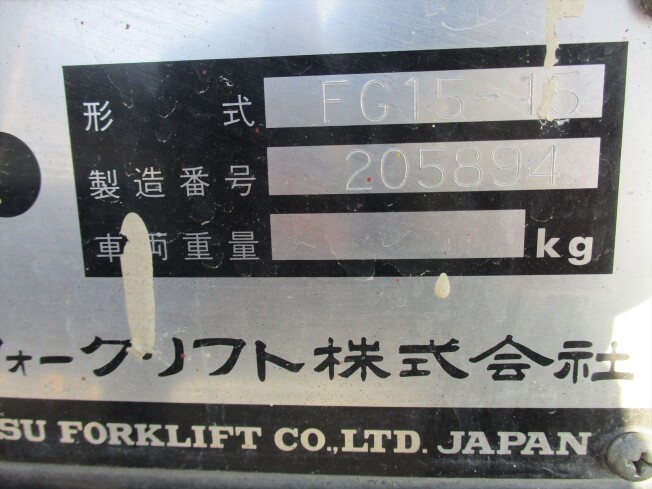 形式 FG15-15
製造番号 205894
車両重量 kg
フォークリフト株式会社
SU FORKLIFT CO.,LTD. JAPAN